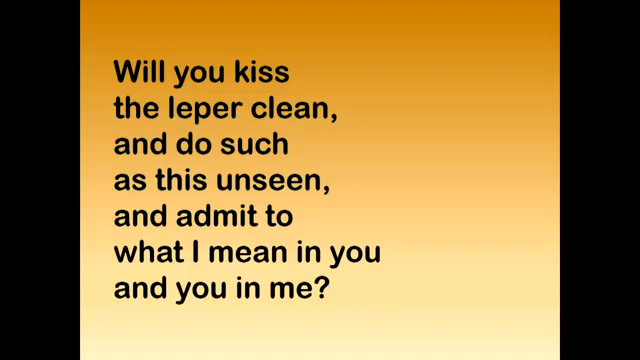 Will you kiss
the leper clean,
and do such
as this unseen,
and admit to
what I mean in you
and you in me?